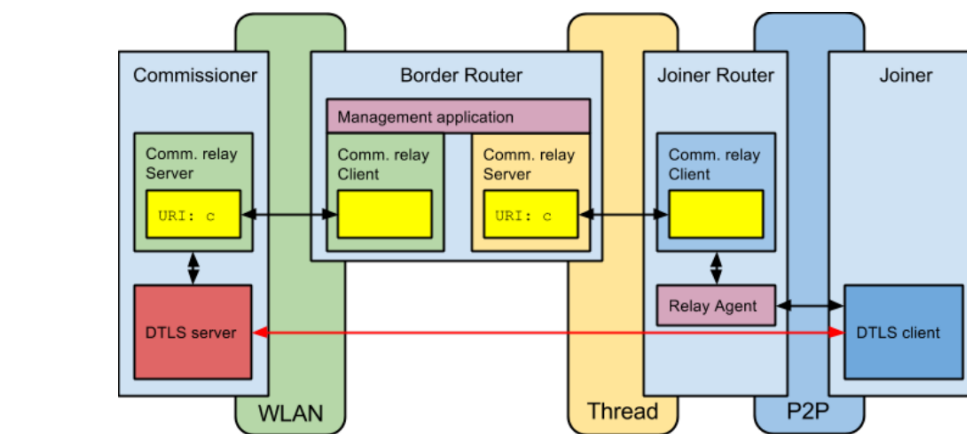 Commissioner
Border Router
Joiner Router
Joiner
Management application
Comm. relay
Server
URI: c
Comm. relay
Client
Comm. relay
Server
URI: c
Comm. relay
Client
DTLS server
Relay Agent
DTLS client
WLAN
Thread
P2P